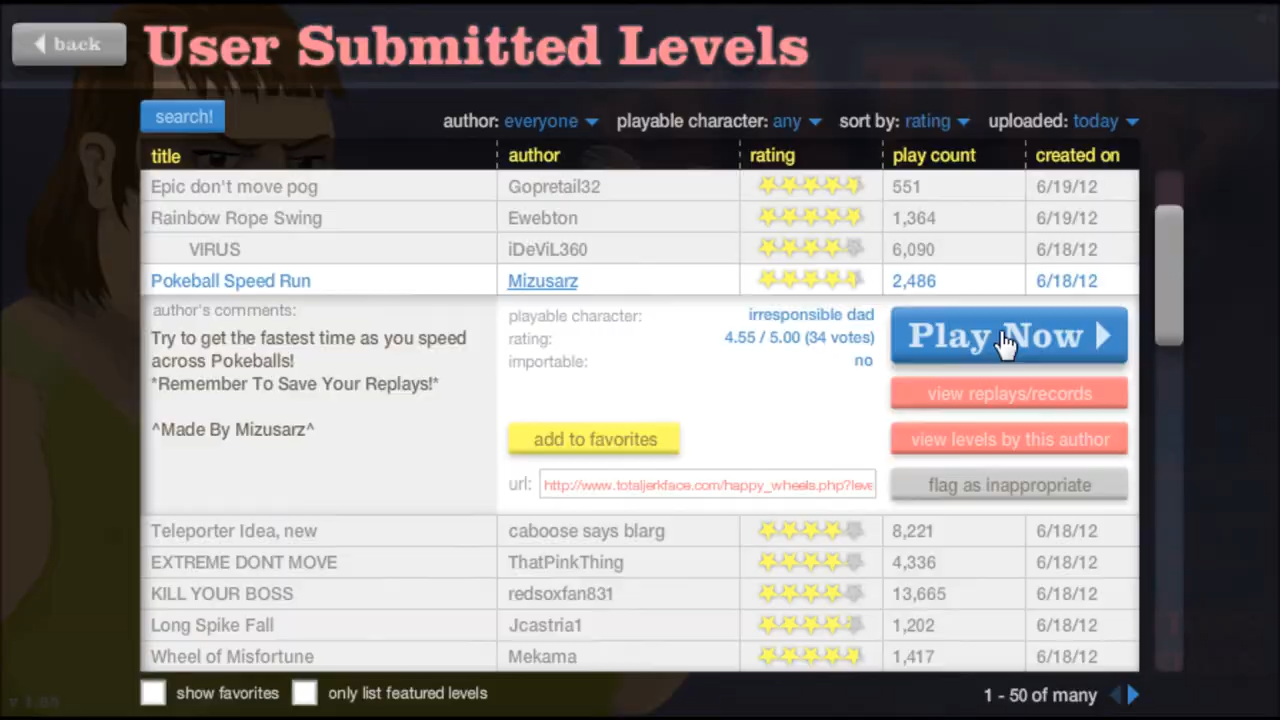 back
User Submitted Levels
search!
author: everyone playable character: any sort by: rating uploaded: today
title author rating play count created on
Epic don't move pog Gopretail32 551 6/19/12
Rainbow Rope Swing Ewebton 1,364 6/19/12
VIRUS iDeViL360 6,090 6/18/12
Pokeball Speed Run Mizusarz 2,486 6/18/12
author's comments:
Try to get the fastest time as you speed
across Pokeballs!
*Remember To Save Your Replays!*
^Made By Mizusarz^
playable character: irresponsible dad
rating: 4.55 / 5.00 (34 votes)
importable: no
add to favorites
url: http://www.totaljerkface.com/happy_wheels.php?leve
Play Now
view replays/records
view levels by this author
flag as inappropriate
Teleporter Idea, new caboose says blarg 8,221 6/18/12
EXTREME DONT MOVE ThatPinkThing 4,336 6/18/12
KILL YOUR BOSS redsoxfan831 13,665 6/18/12
Long Spike Fall Jcastria1 1,202 6/18/12
Wheel of Misfortune Mekama 1,417 6/18/12
show favorites only list featured levels 1 - 50 of many